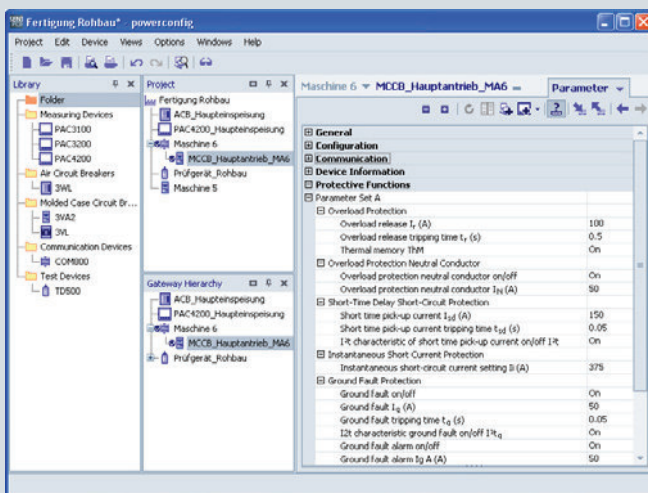 Fertigung Rohbau* - powerconfig
Project Edit Device Views Options Windows Help
Library
Folder
Measuring Devices
PAC3100
PAC3200
PAC4200
Air Circuit Breakers
3WL
Molded Case Circuit Br...
3VA2
3VL
Communication Devices
COM800
Test Devices
TD500
Project
Fertigung Rohbau
ACB_Haupteinspeisung
PAC4200_Haupteinspeisung
Maschine 6
MCCB_Hauptantrieb_MA6
Prüfgerät_Rohbau
Maschine 5
Gateway Hierarchy
ACB_Haupteinspeisung
PAC4200_Haupteinspeisung
Maschine 6
MCCB_Hauptantrieb_MA6
Prüfgerät_Rohbau
Maschine 6 MCCB_Hauptantrieb_MA6 Parameter
General
Configuration
Communication
Device Information
Protective Functions
Parameter Set A
Overload Protection
Overload release Ir (A) 100
Overload release tripping time tr (s) 0.5
Thermal memory ThM On
Overload Protection Neutral Conductor
Overload protection neutral conductor on/off On
Overload protection neutral conductor IN (A) 50
Short-Time Delay Short-Circuit Protection
Short time pick-up current Isd (A) 150
Short time pick-up current tripping time tsd (s) 0.05
I²t characteristic of short time pick-up current on/off I²t On
Instantaneous Short Current Protection
Instantaneous short-circuit current setting Ii (A) 375
Ground Fault Protection
Ground fault on/off On
Ground fault Ig (A) 50
Ground fault tripping time tg (s) 0.05
I2t characteristic ground fault on/off I²tg On
Ground fault alarm on/off On
Ground fault alarm Ig A (A) 50